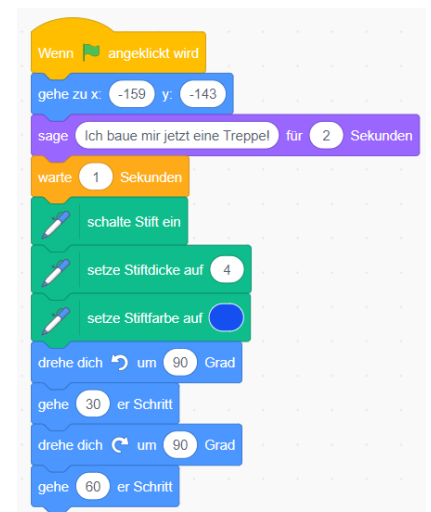 Wenn angeklickt wird
gehe zu x: -159 y: -143
sage Ich baue mir jetzt eine Treppe! für 2 Sekunden
warte 1 Sekunden
schalte Stift ein
setze Stiftdicke auf 4
setze Stiftfarbe auf
drehe dich um 90 Grad
gehe 30 er Schritt
drehe dich um 90 Grad
gehe 60 er Schritt